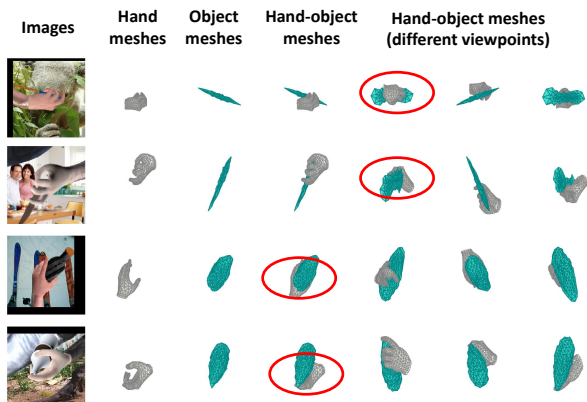 Images
Hand
meshes
Object
meshes
Hand-object
meshes
Hand-object meshes
(different viewpoints)